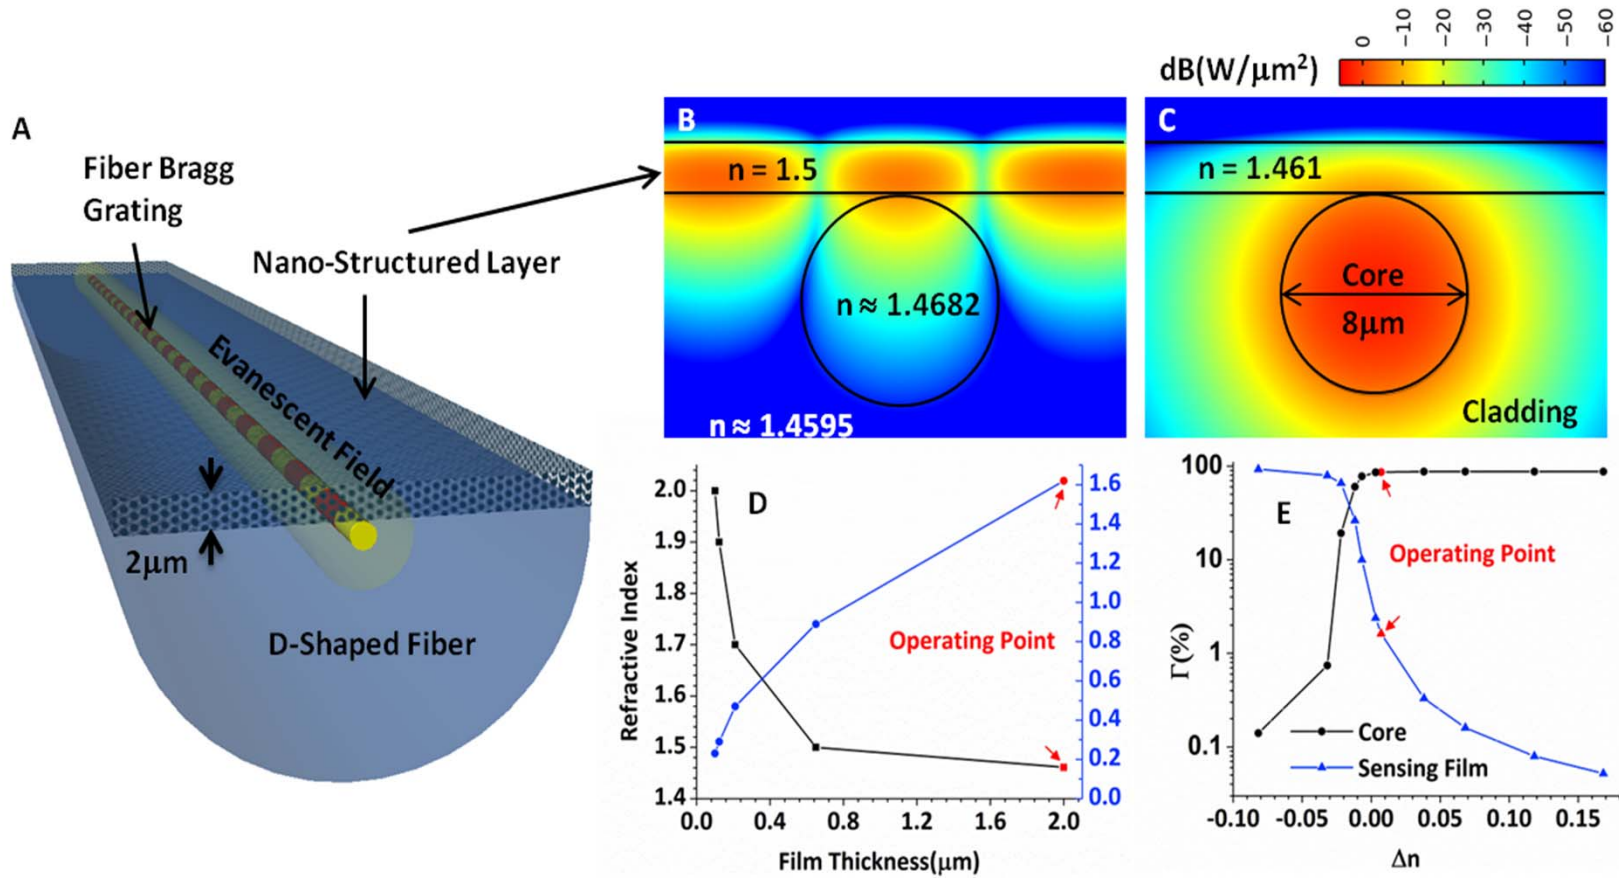 A
Fiber Bragg
Grating
Nano-Structured Layer
Evanescent Field
2μm
D-Shaped Fiber
dB(W/μm²)
0
-10
-20
-30
-40
-50
-60
B
n = 1.5
n ≈ 1.4682
n ≈ 1.4595
C
n = 1.461
Core
8μm
Cladding
D
Refractive Index
2.0
1.9
1.8
1.7
1.6
1.5
1.4
0.0 0.4 0.8 1.2 1.6 2.0
Film Thickness(μm)
Operating Point
1.6
1.4
1.2
1.0
0.8
0.6
0.4
0.2
0.0
E
Γ(%)
100
10
1
0.1
Operating Point
Core
Sensing Film
-0.10 -0.05 0.00 0.05 0.10 0.15
Δn